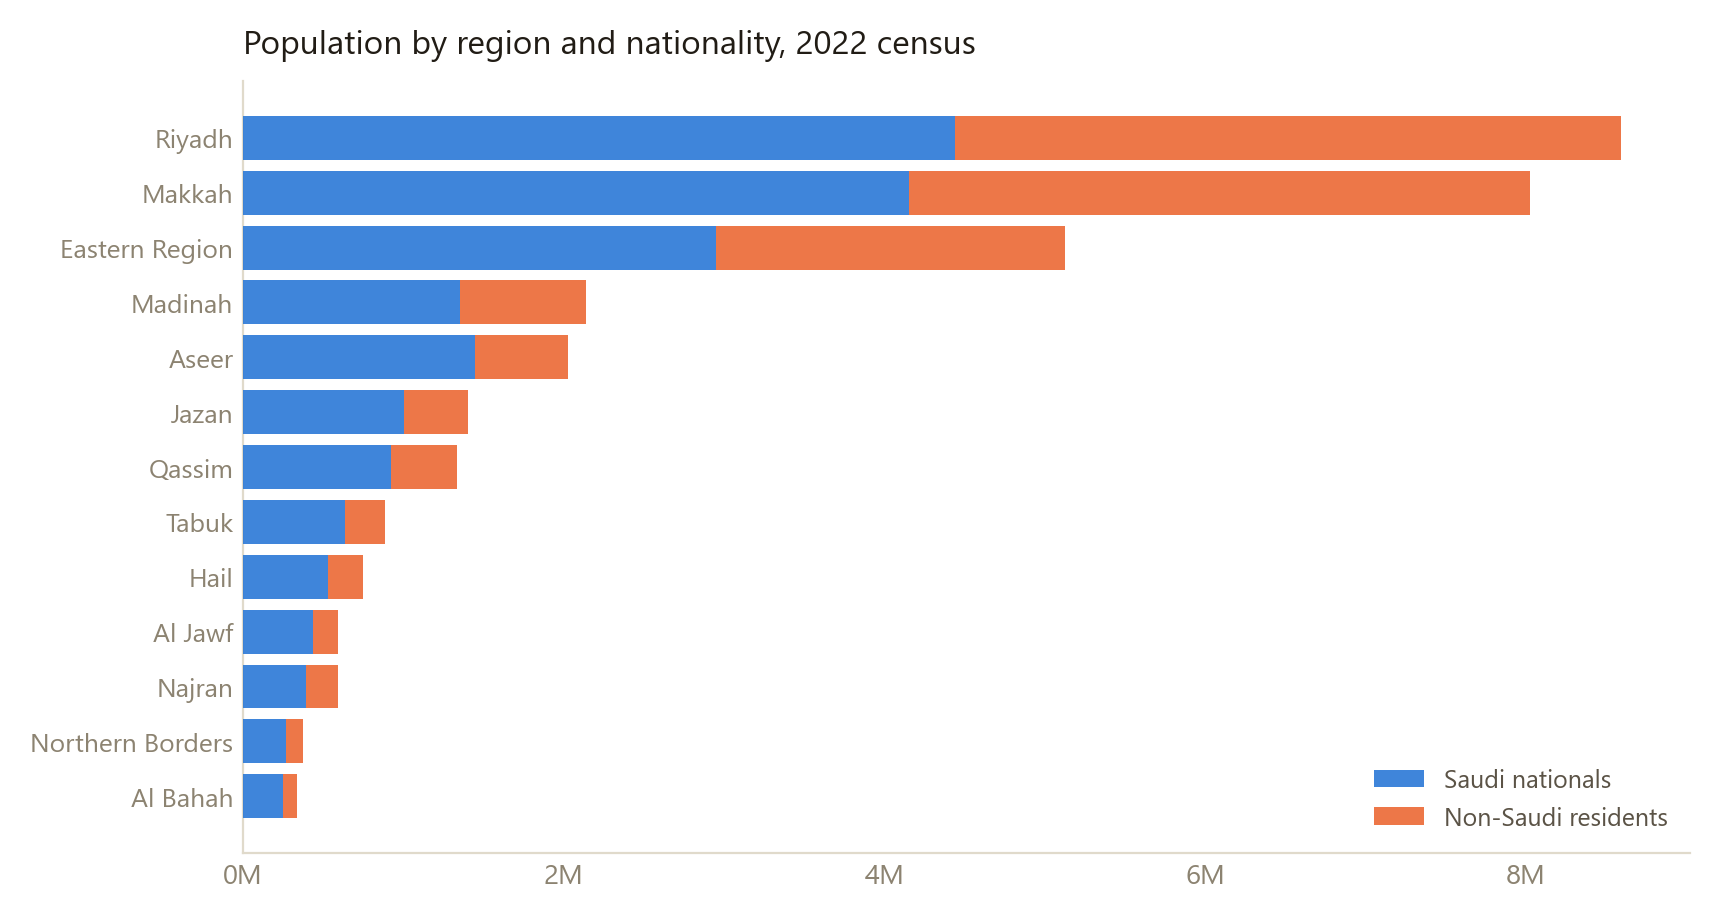 Population by region and nationality, 2022 census
Riyadh
Makkah
Eastern Region
Madinah
Aseer
Jazan
Qassim
Tabuk
Hail
Al Jawf
Najran
Northern Borders
Al Bahah
Saudi nationals
Non-Saudi residents
0M 2M 4M 6M 8M